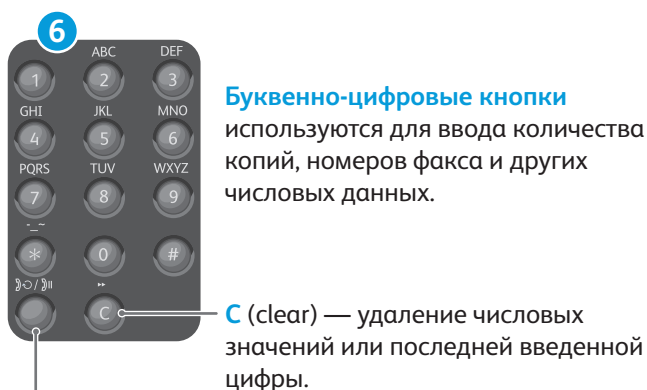 6
ABC DEF
1 2 3
GHI JKL MNO
4 5 6
PQRS TUV WXYZ
7 8 9
-_~
* 0 #
C
Буквенно-цифровые кнопки
используются для ввода количества
копий, номеров факса и других
числовых данных.
C (clear) — удаление числовых
значений или последней введенной
цифры.